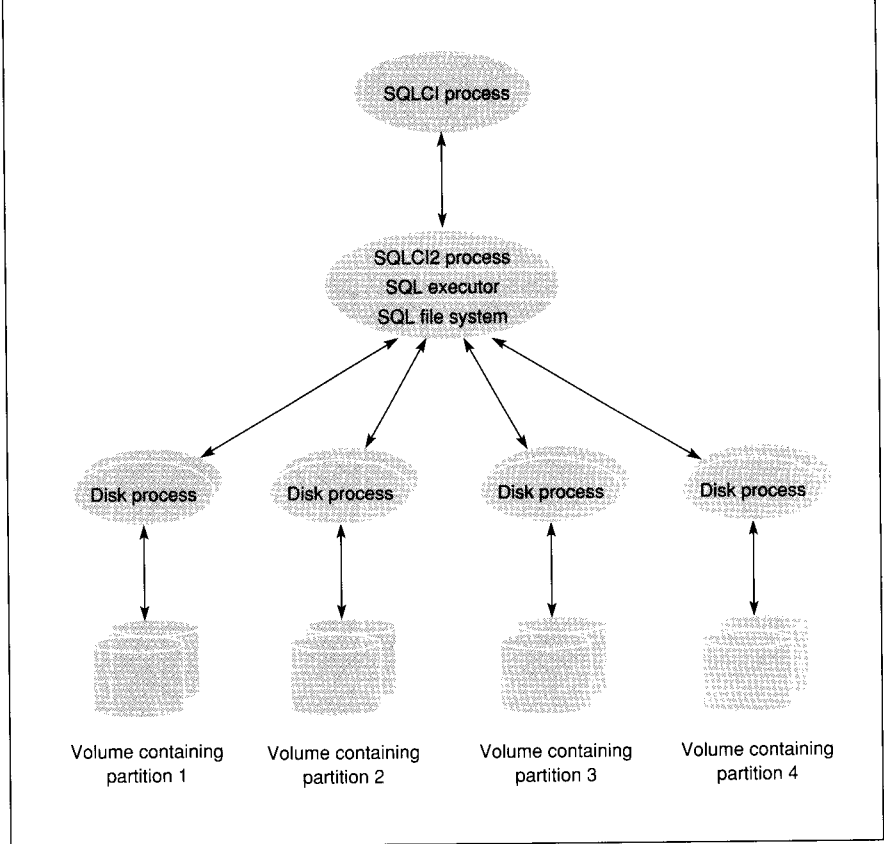 SQLCI process
SQLCI2 process
SQL executor
SQL file system
Disk process
Disk process
Disk process
Disk process
Volume containing
partition 1
Volume containing
partition 2
Volume containing
partition 3
Volume containing
partition 4